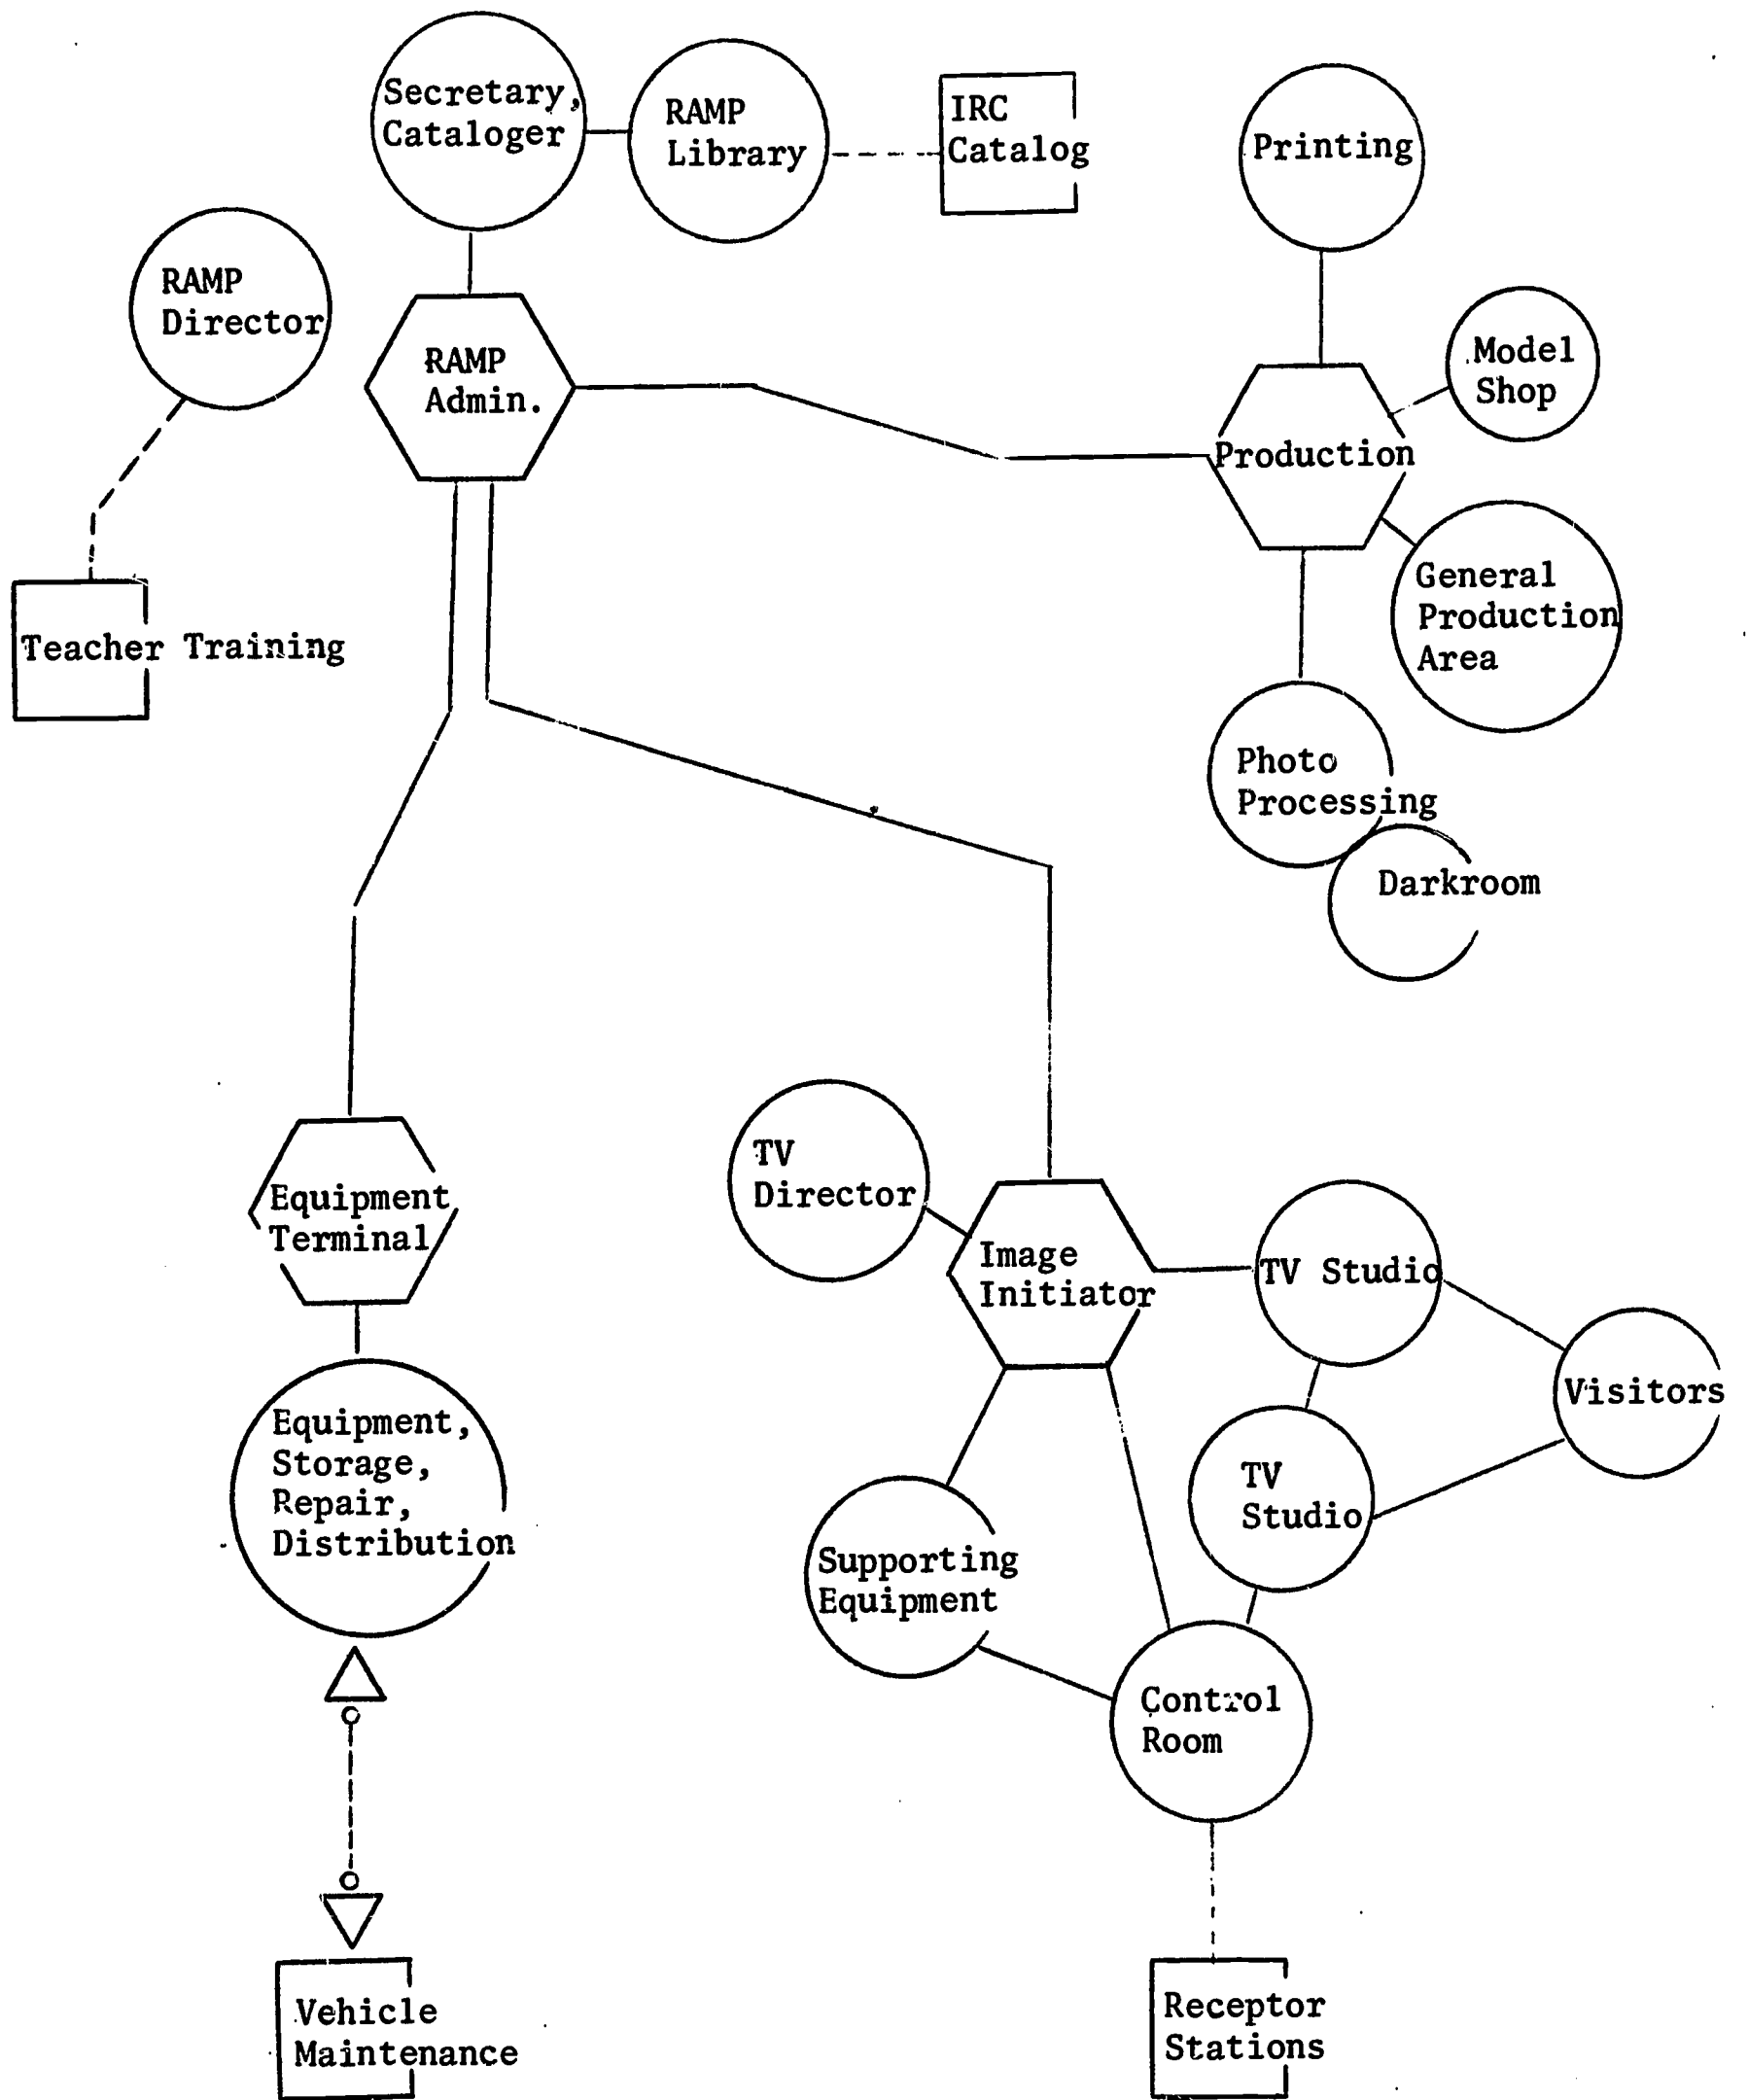 Secretary,
Cataloger
RAMP
Library
IRC
Catalog
Printing
RAMP
Director
RAMP
Admin.
Model
Shop
Production
General
Production
Area
Teacher Training
Photo
Processing
Darkroom
TV
Director
Equipment
Terminal
Image
Initiator
TV Studio
Visitors
Equipment,
Storage,
Repair,
Distribution
TV
Studio
Supporting
Equipment
Control
Room
Vehicle
Maintenance
Receptor
Stations